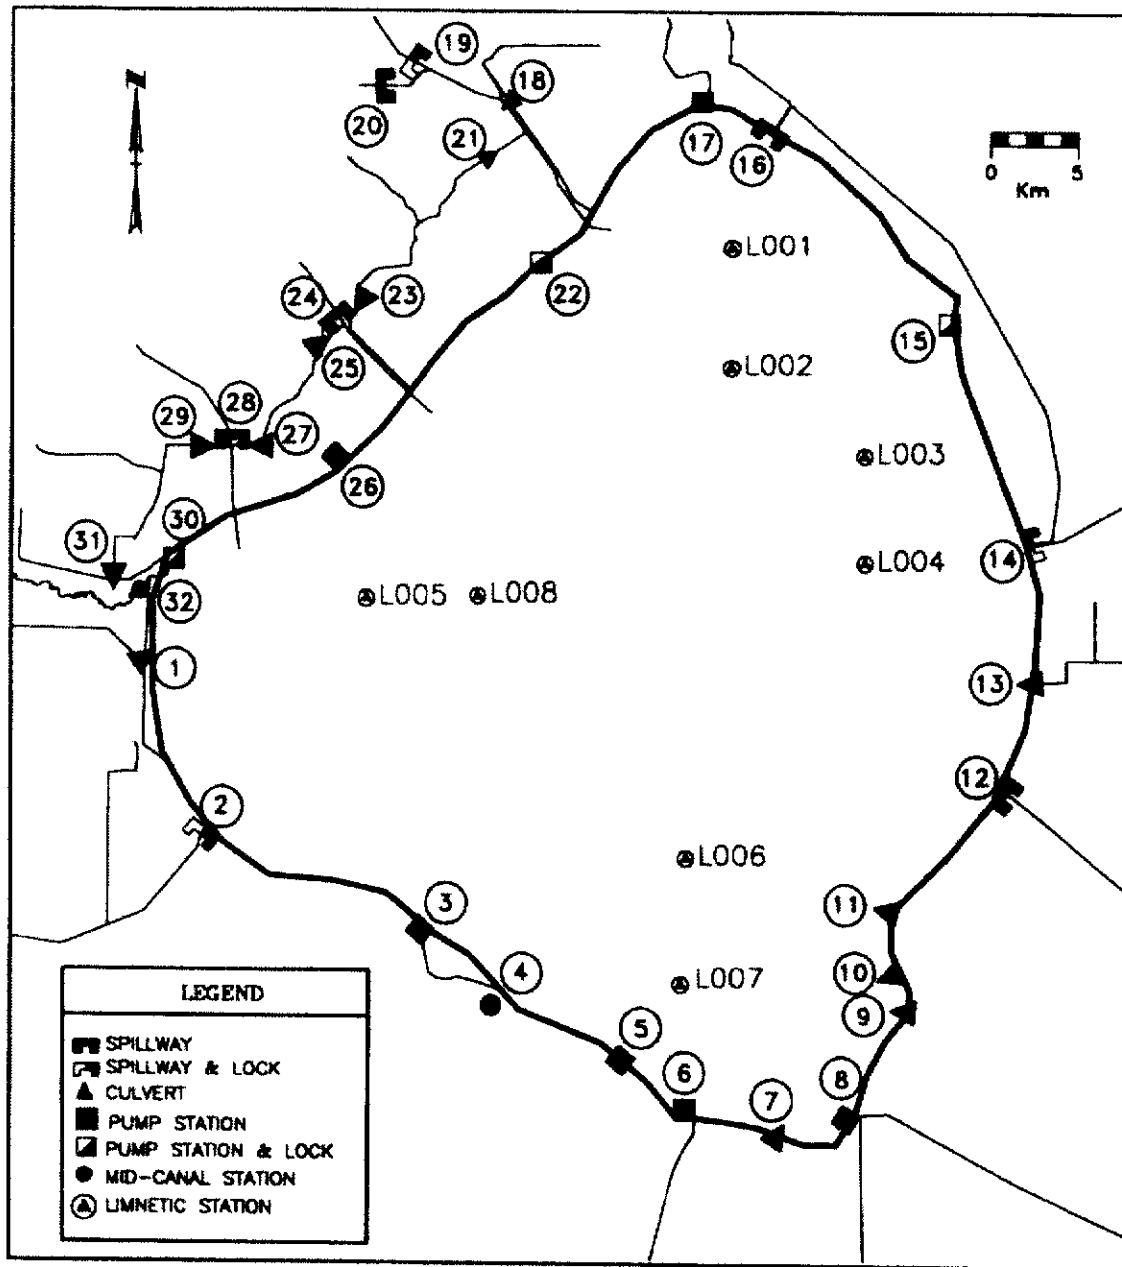 N
19
18
20
21
17
16
0 5
Km
L001
22
24
23
15
25
L002
29
28
27
L003
26
30
31
14
L004
32
L005
L008
1
13
12
2
L006
3
11
4
L007
10
9
5
6
7
8
LEGEND
SPILLWAY
SPILLWAY & LOCK
CULVERT
PUMP STATION
PUMP STATION & LOCK
MID-CANAL STATION
LIMNETIC STATION